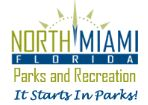 NORTH MIAMI
FLORIDA
Parks and Recreation
It Starts In Parks!